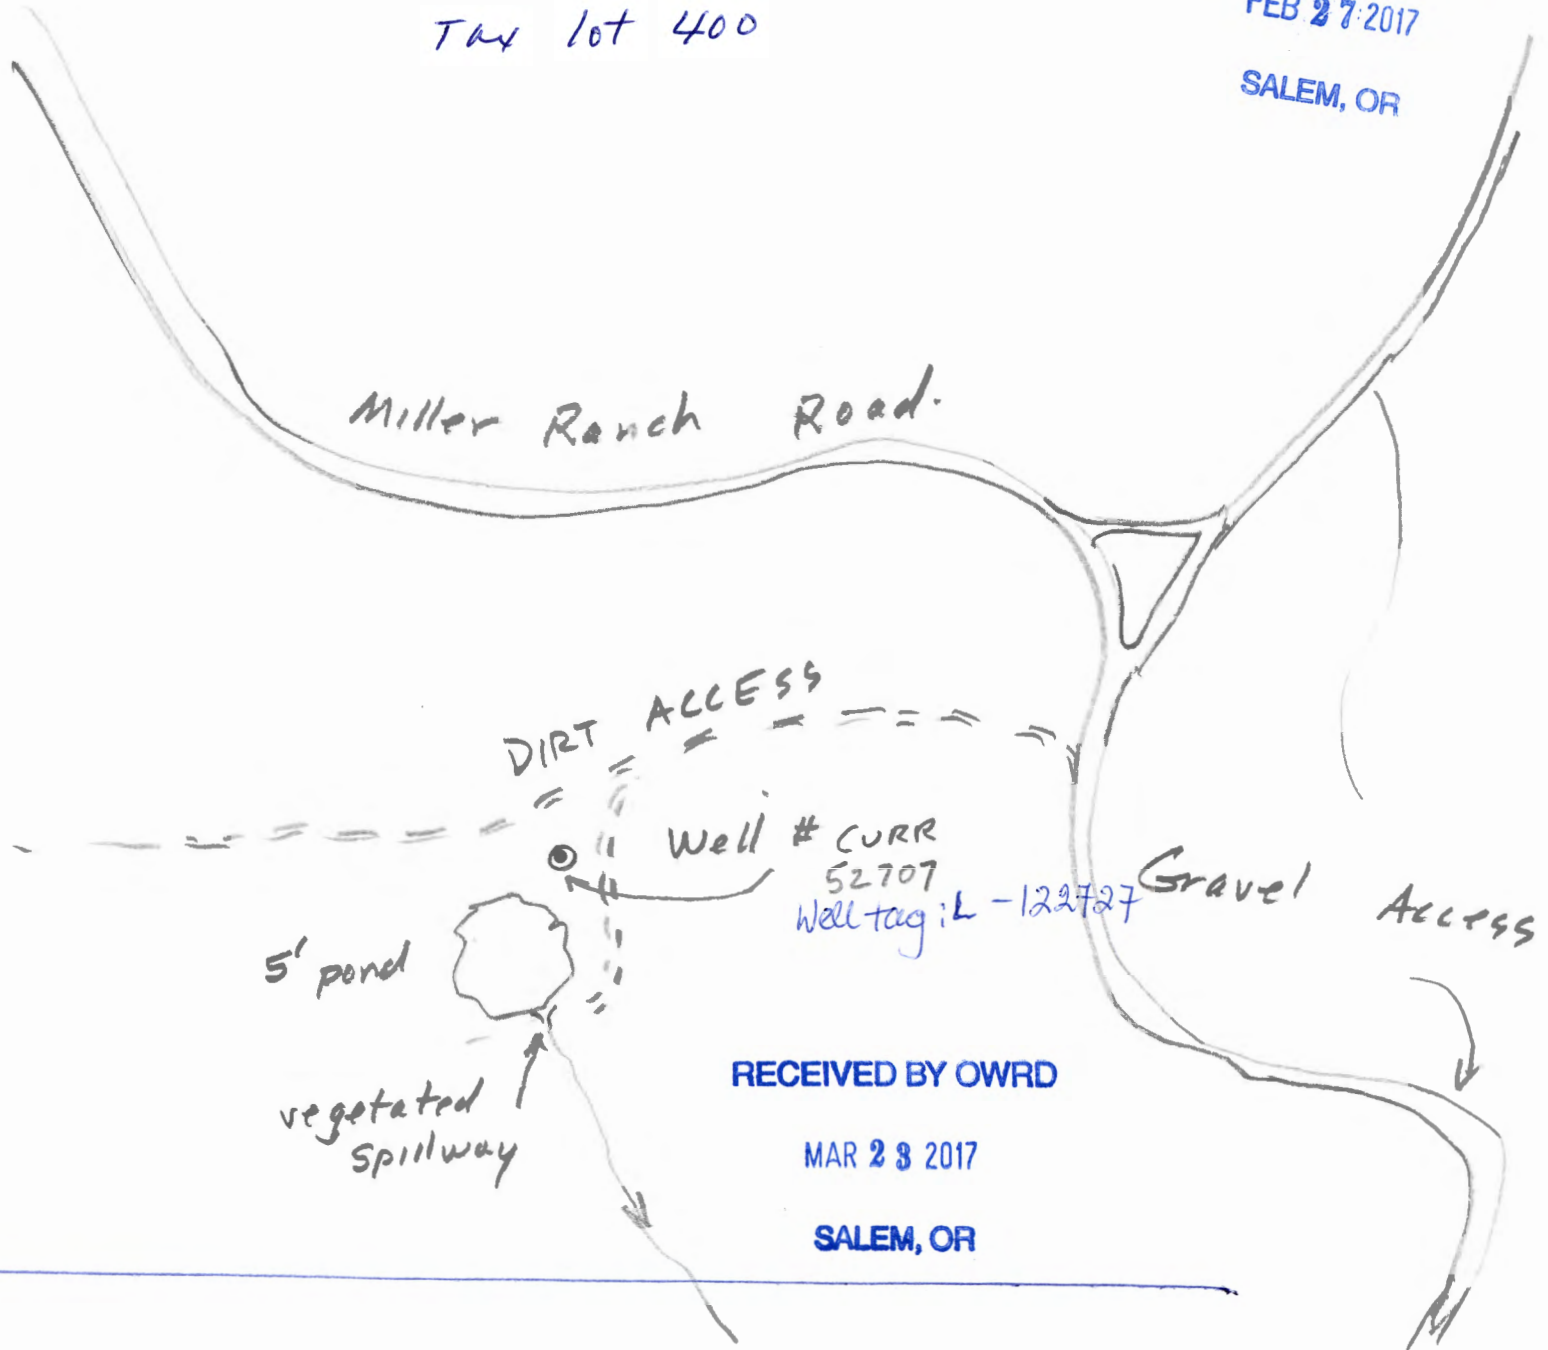 Tax lot 400
FEB 27 2017
SALEM, OR
Miller Ranch Road.
DIRT ACCESS
Well # CURR
52707
Well tag: L-122727
Gravel Access
5' pond
vegetated
spillway
RECEIVED BY OWRD
MAR 23 2017
SALEM, OR